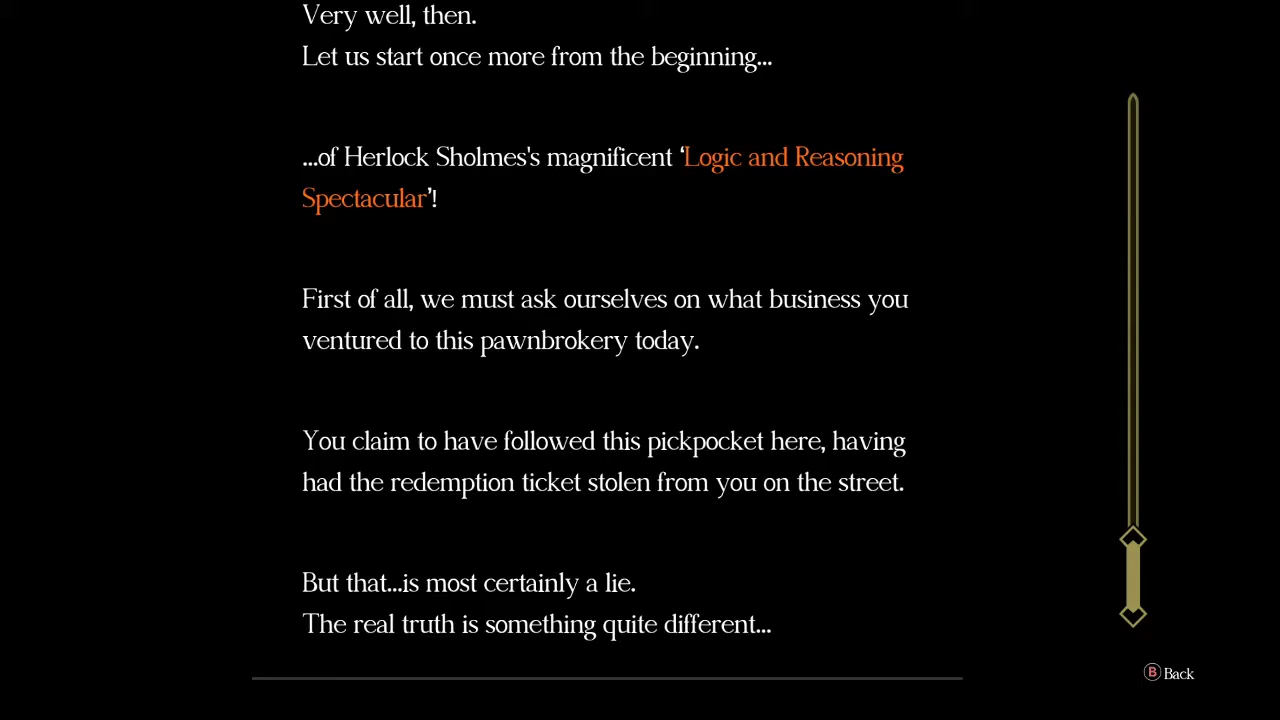 Very well, then.
Let us start once more from the beginning...
...of Herlock Sholmes's magnificent ‘Logic and Reasoning
Spectacular’!
First of all, we must ask ourselves on what business you
ventured to this pawnbrokery today.
You claim to have followed this pickpocket here, having
had the redemption ticket stolen from you on the street.
But that...is most certainly a lie.
The real truth is something quite different...
B Back